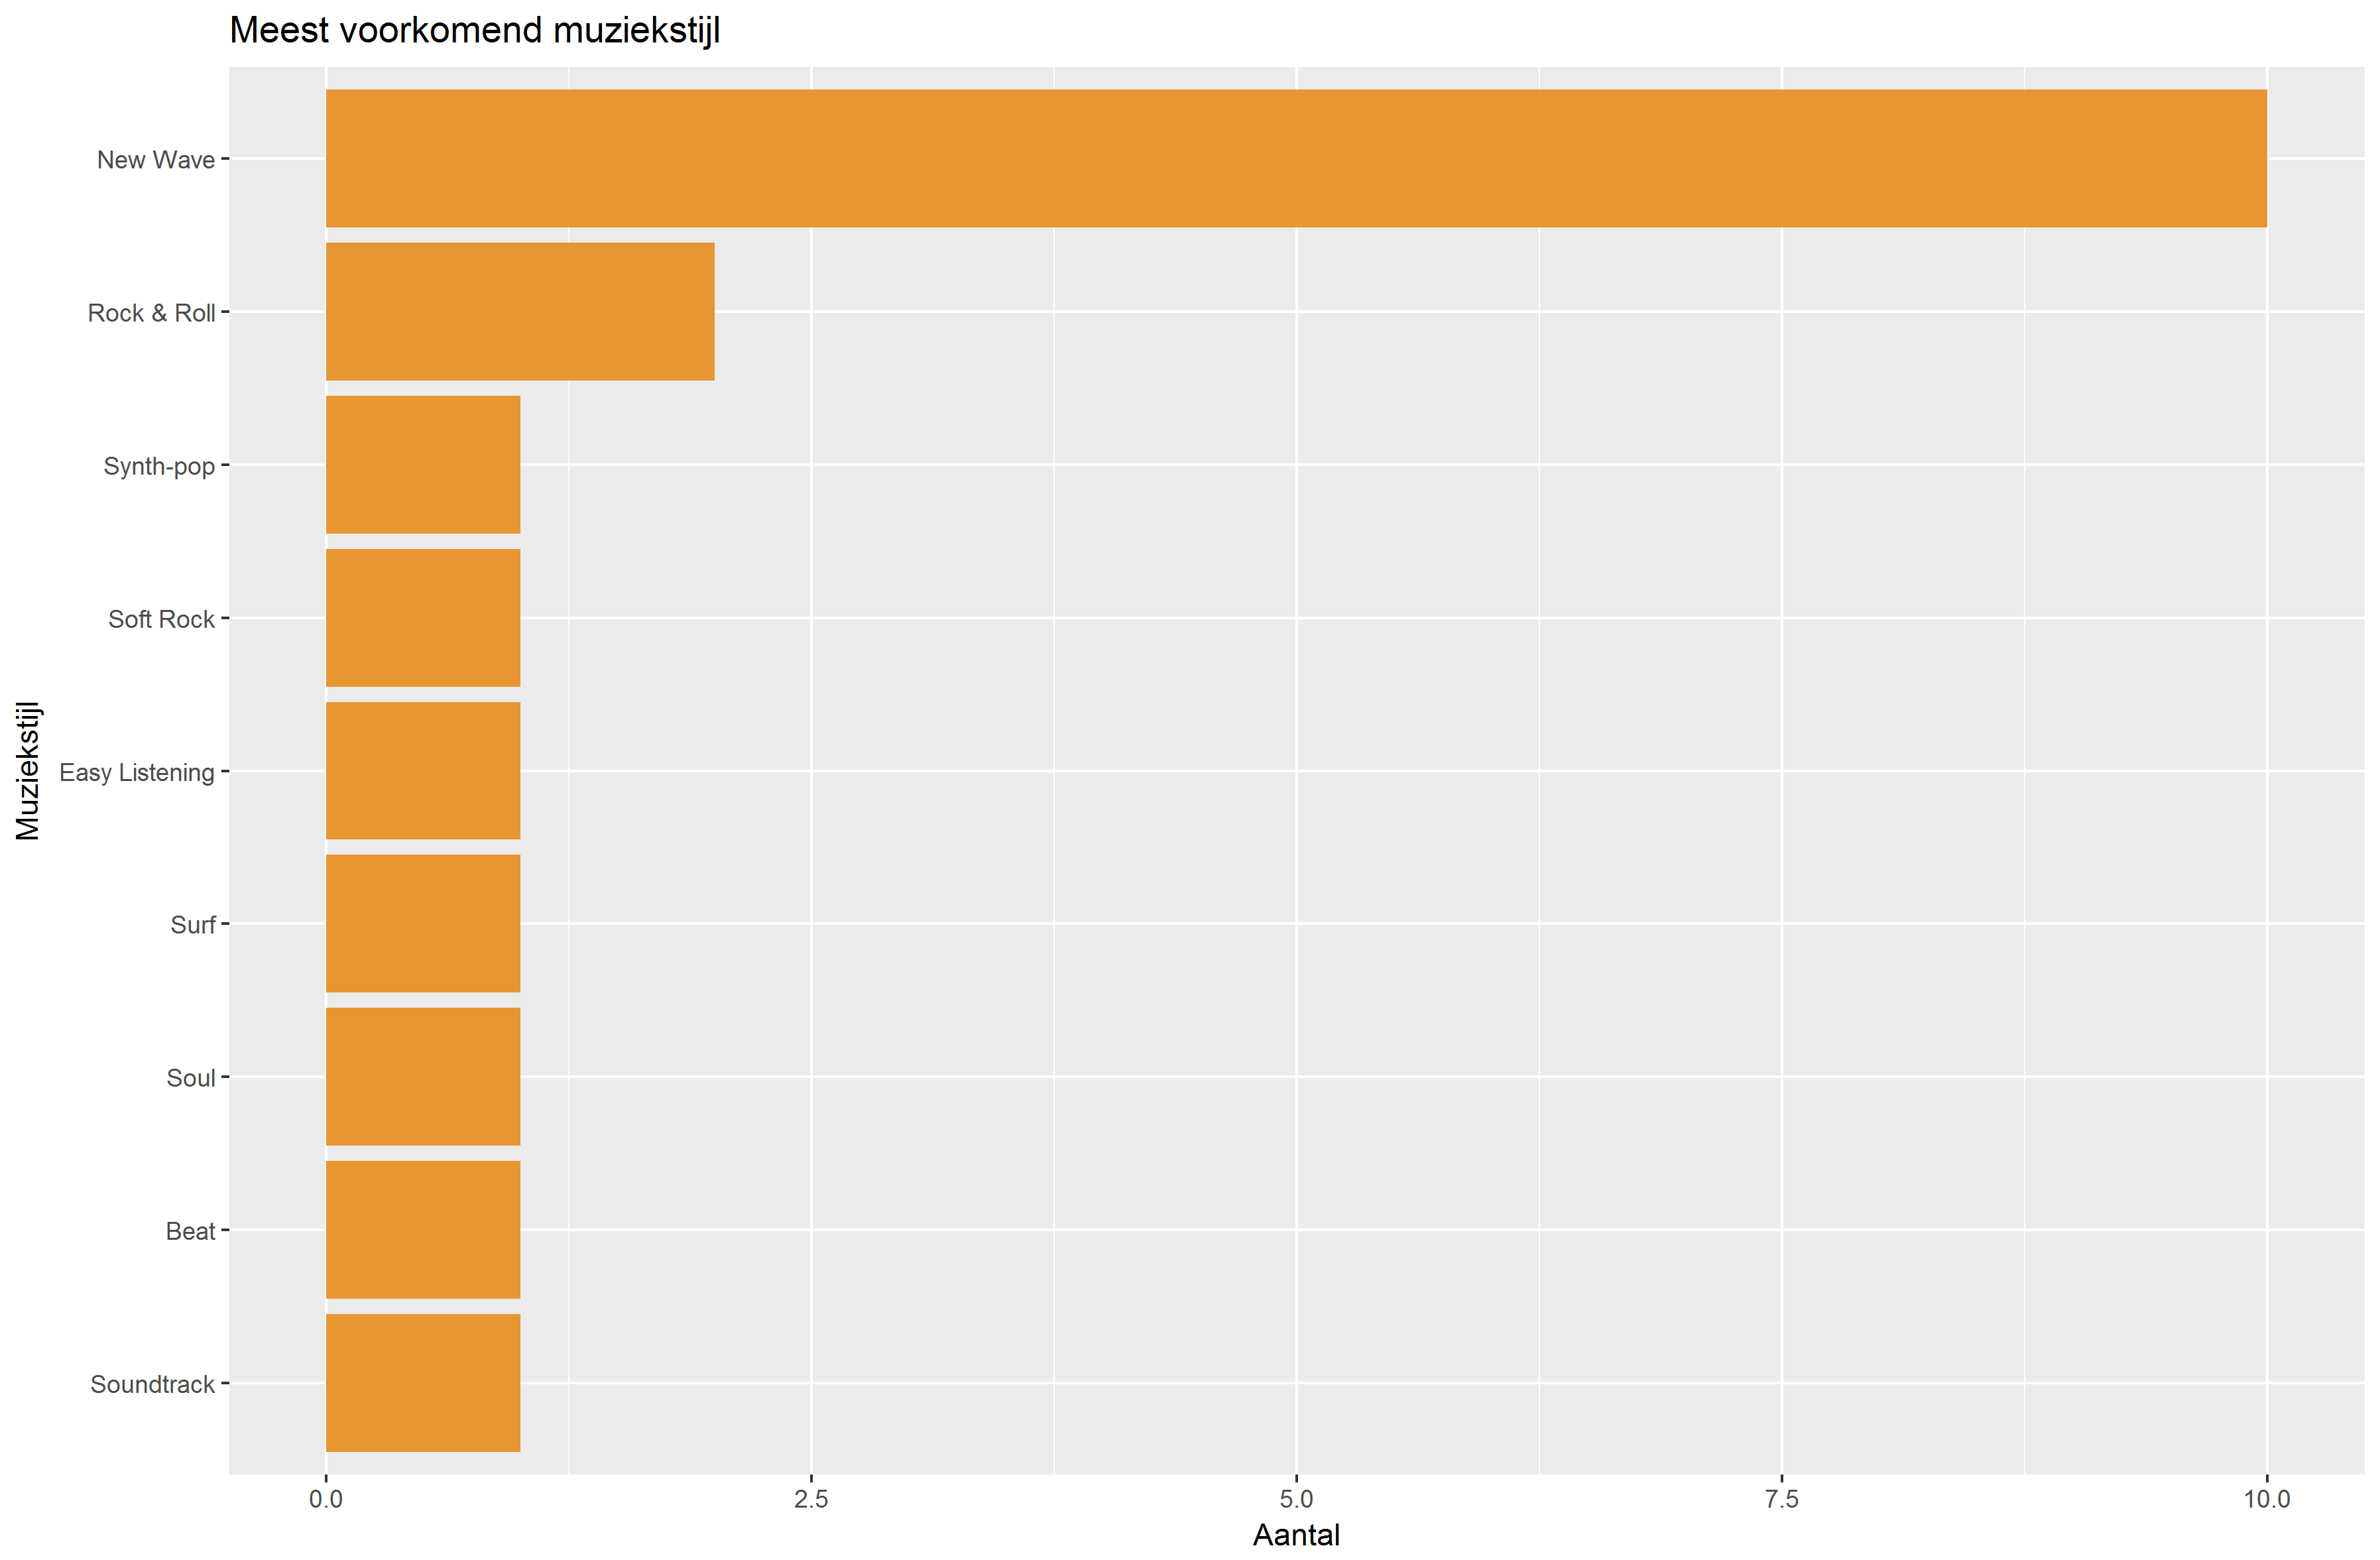 Meest voorkomend muziekstijl
Muziekstijl
New Wave
Rock & Roll
Synth-pop
Soft Rock
Easy Listening
Surf
Soul
Beat
Soundtrack
0.0 2.5 5.0 7.5 10.0
Aantal